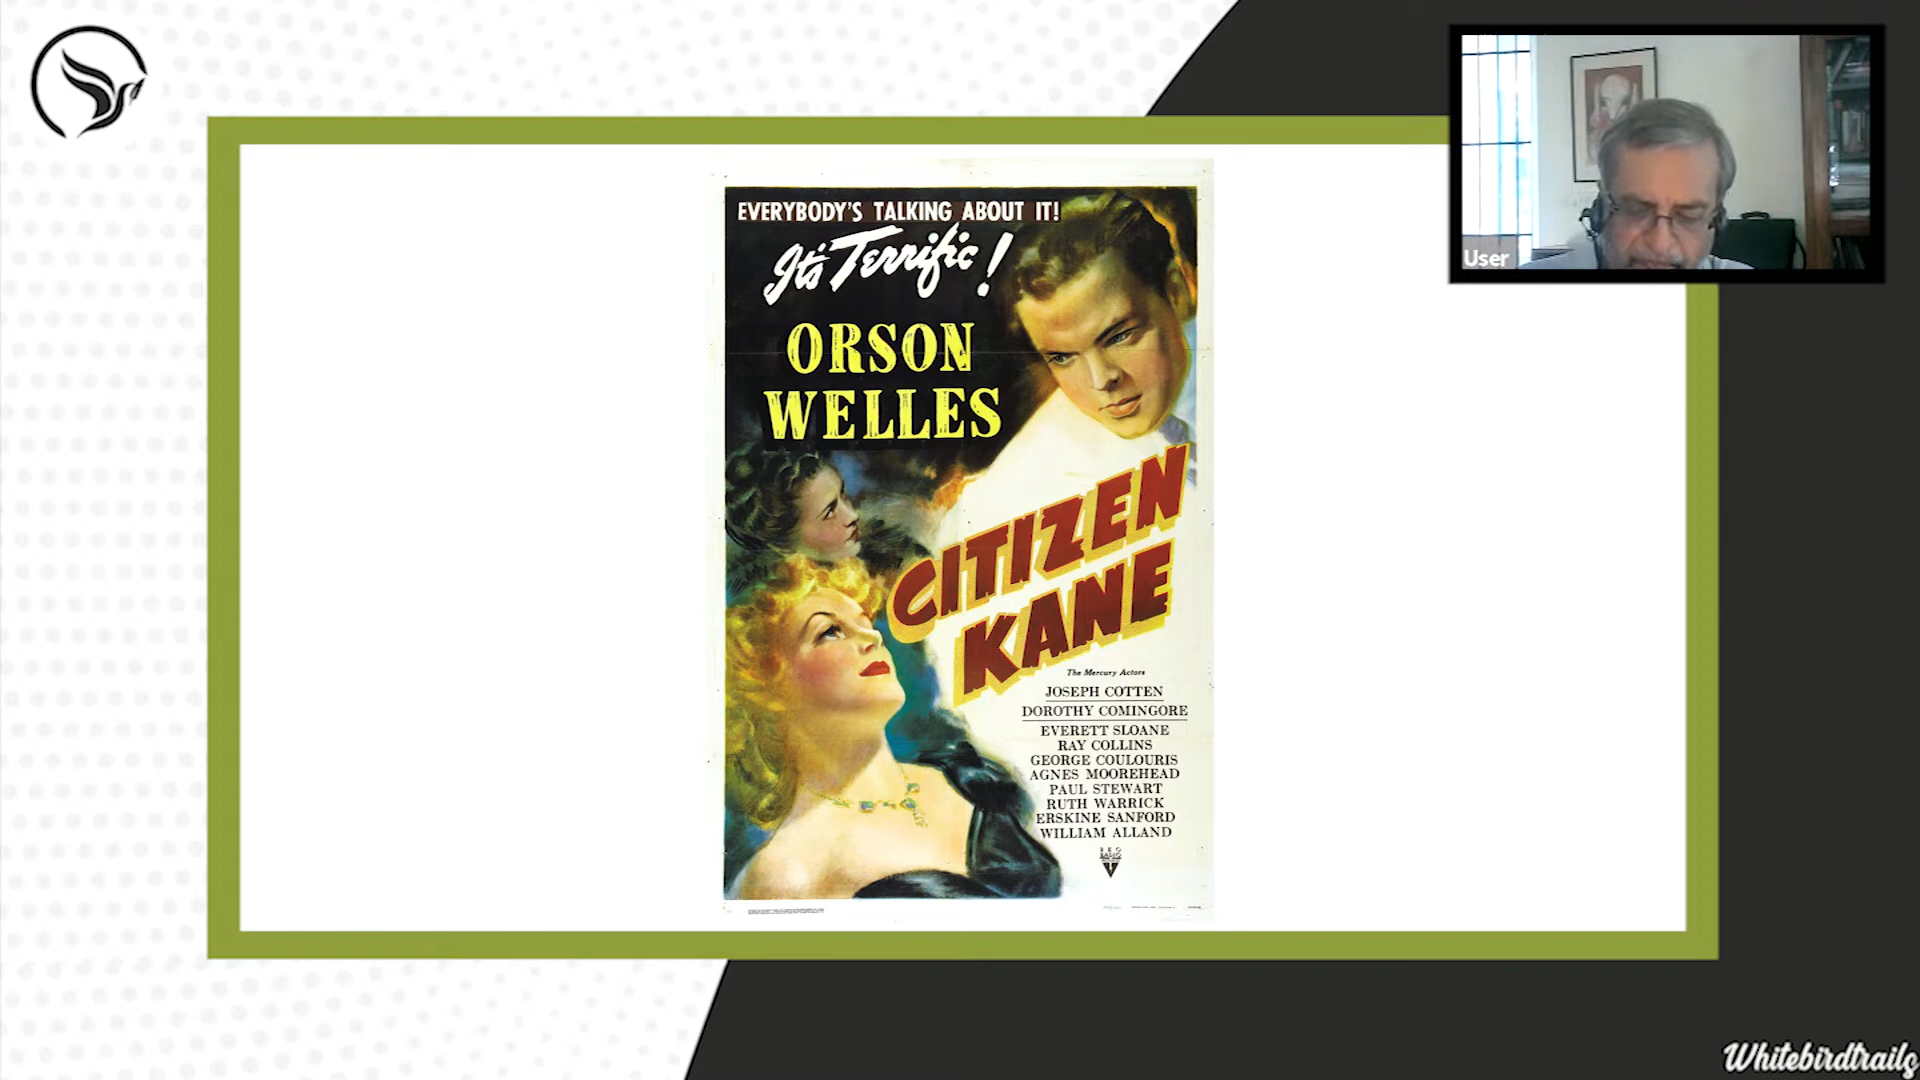 EVERYBODY'S TALKING ABOUT IT!
It's Terrific!
ORSON
WELLES
CITIZEN
KANE
The Mercury Actors
JOSEPH COTTEN
DOROTHY COMINGORE
EVERETT SLOANE
RAY COLLINS
GEORGE COULOURIS
AGNES MOOREHEAD
PAUL STEWART
RUTH WARRICK
ERSKINE SANFORD
WILLIAM ALLAND
User
Whitebirdtrails